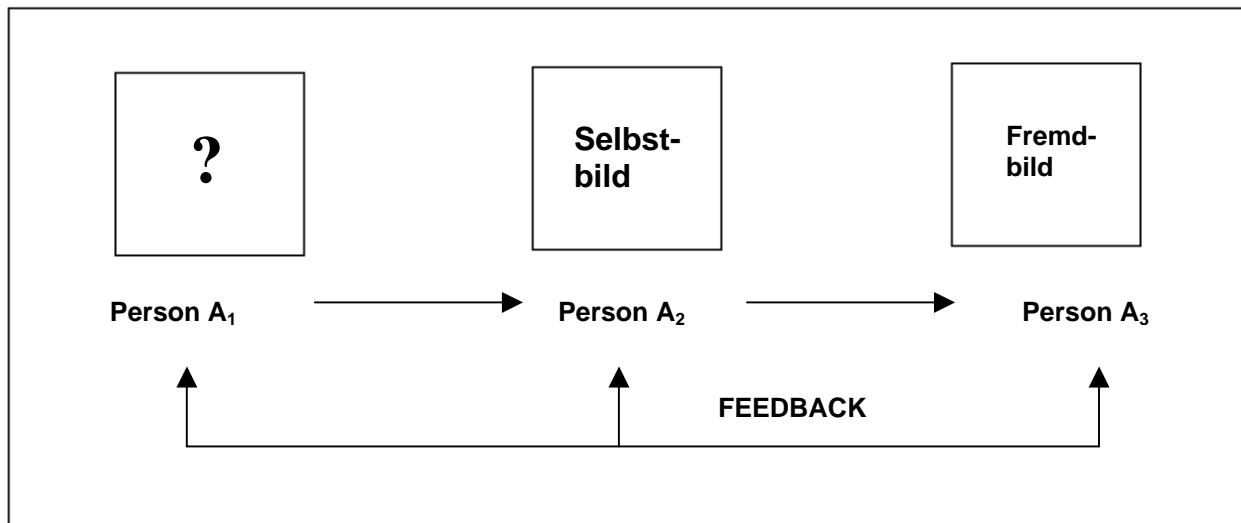 ?
Selbst-
bild
Fremd-
bild
Person A₁
Person A₂
Person A₃
FEEDBACK